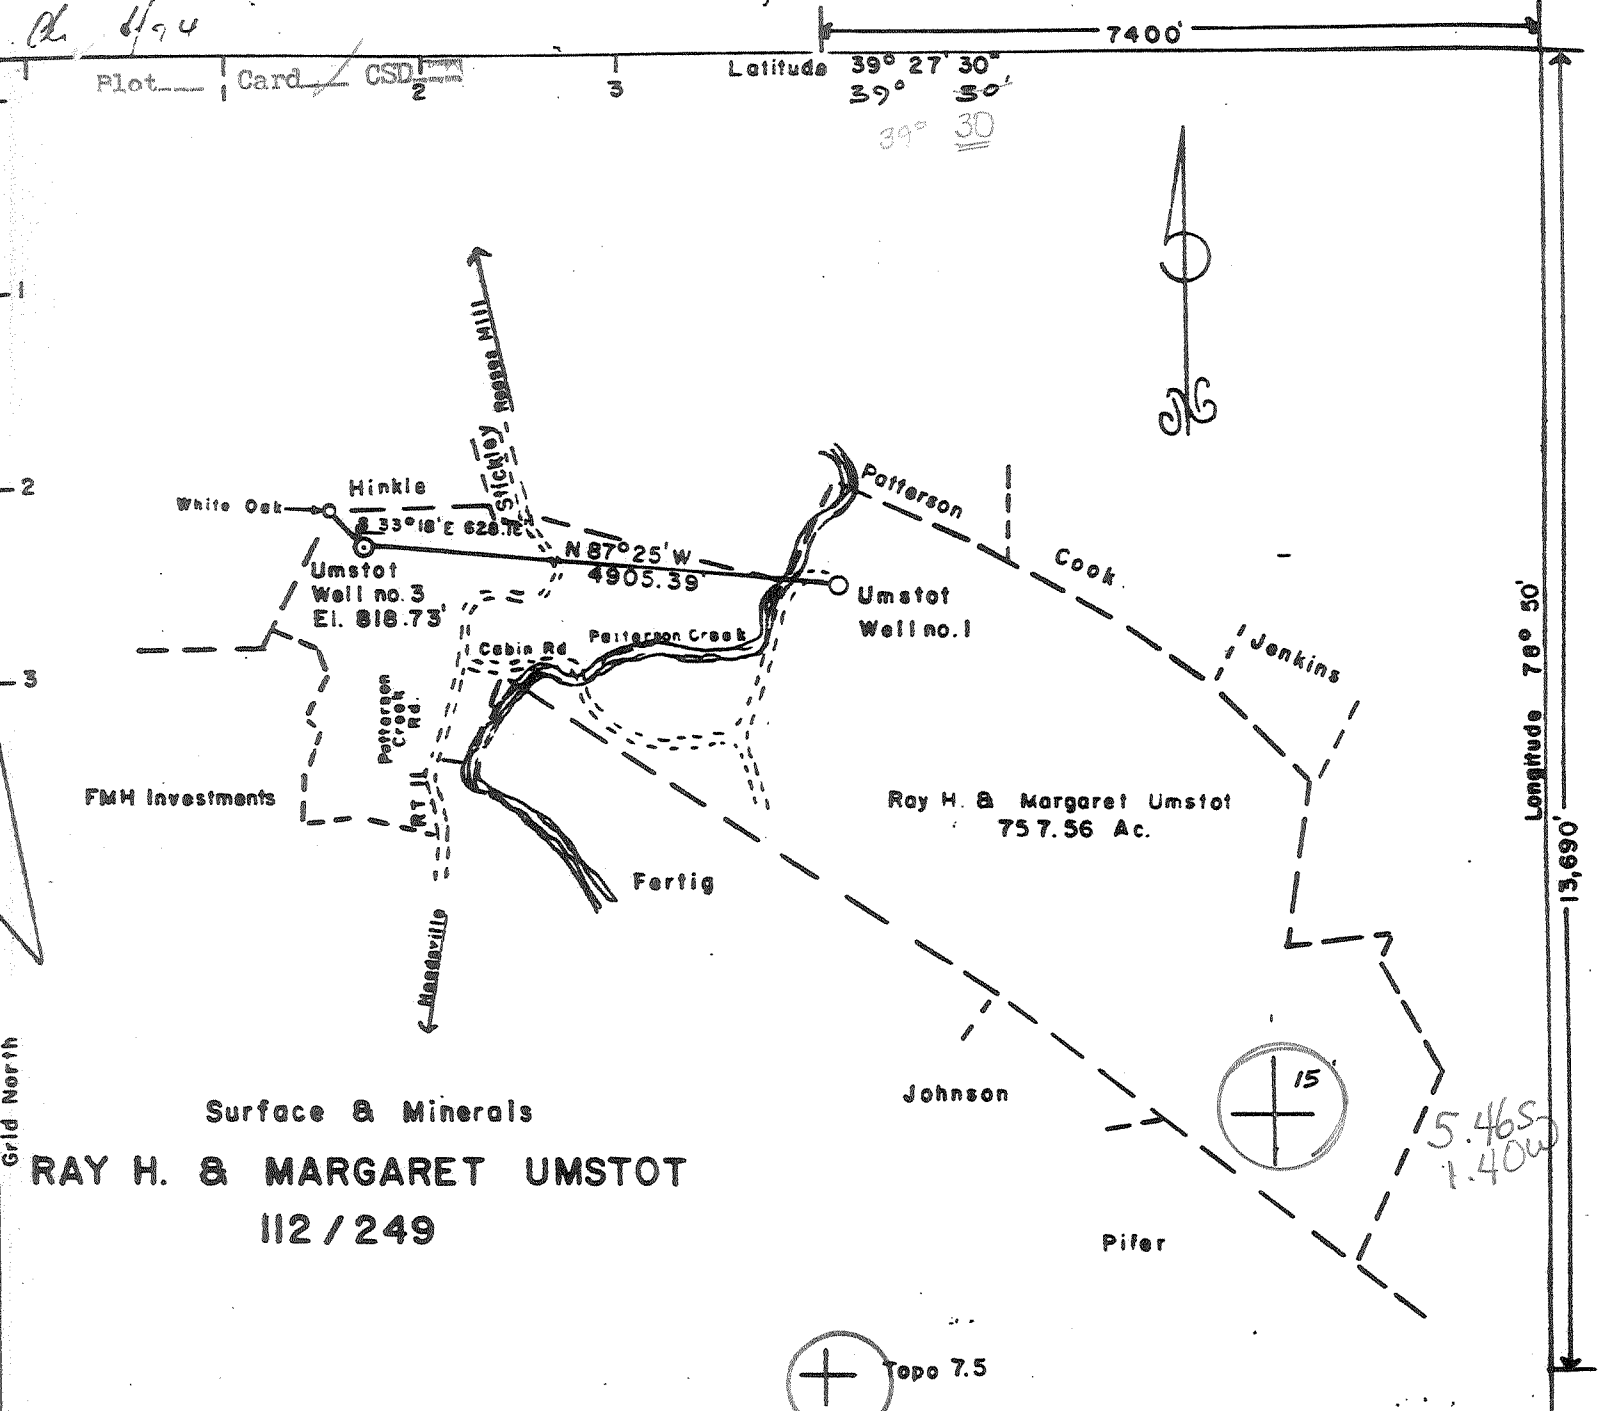 7400'
Latitude 39° 27' 30"
39° 30'
39° 30
Plot___ Card___ CSD
1
2
3
1
Reeses Mill
Stickley
2
Hinkle
White Oak
S 33°18' E 628.
N 87° 25' W
4905.39'
Patterson
Cook
Jenkins
Umstot
Well no. 3
El. 818.73'
Umstot
Well no. 1
Longitude 78° 50'
13,690'
3
Cabin Rd
Patterson Creek
Patterson
Creek
Rd.
RT 11
FMH Investments
Ray H. & Margaret Umstot
757.56 Ac.
Fertig
Headsville
Grid North
Johnson
15'
5.46S
1.40W
Surface & Minerals
RAY H. & MARGARET UMSTOT
112 / 249
Pifer
Topo 7.5